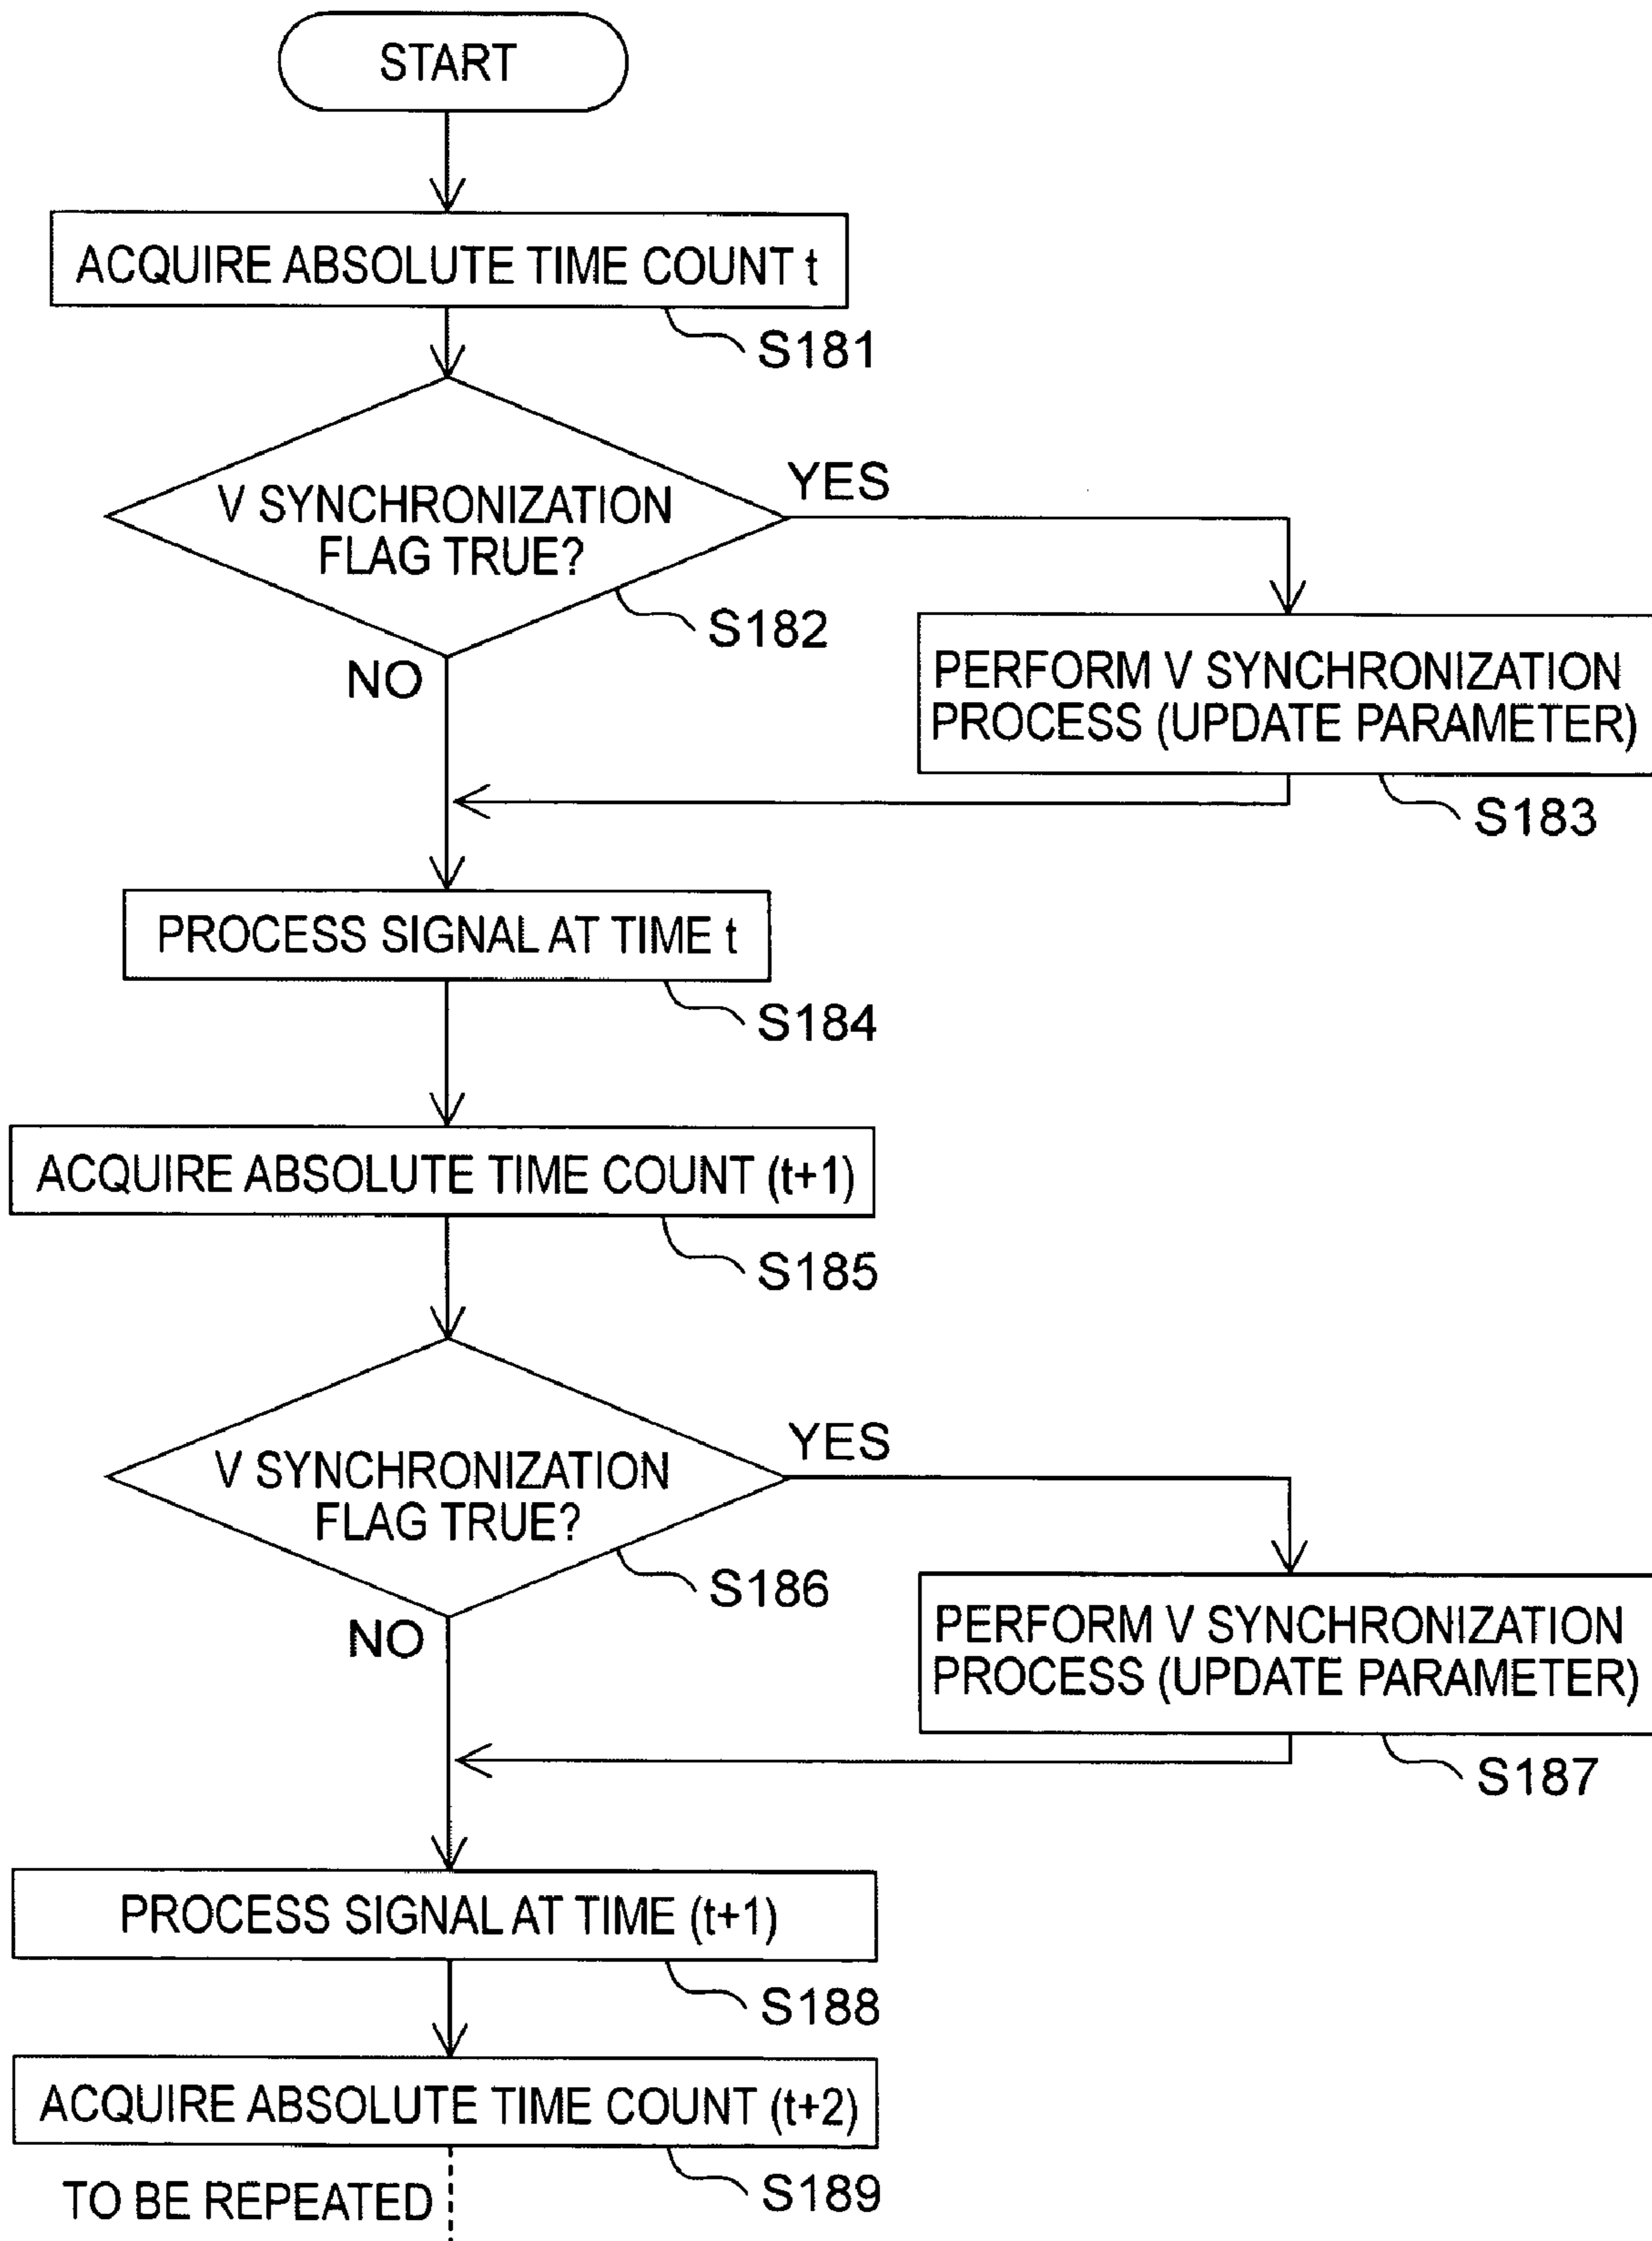 START
ACQUIRE ABSOLUTE TIME COUNT t
S181
V SYNCHRONIZATION
FLAG TRUE?
YES
S182
NO
PERFORM V SYNCHRONIZATION
PROCESS (UPDATE PARAMETER)
S183
PROCESS SIGNAL AT TIME t
S184
ACQUIRE ABSOLUTE TIME COUNT (t+1)
S185
V SYNCHRONIZATION
FLAG TRUE?
YES
S186
NO
PERFORM V SYNCHRONIZATION
PROCESS (UPDATE PARAMETER)
S187
PROCESS SIGNAL AT TIME (t+1)
S188
ACQUIRE ABSOLUTE TIME COUNT (t+2)
S189
TO BE REPEATED